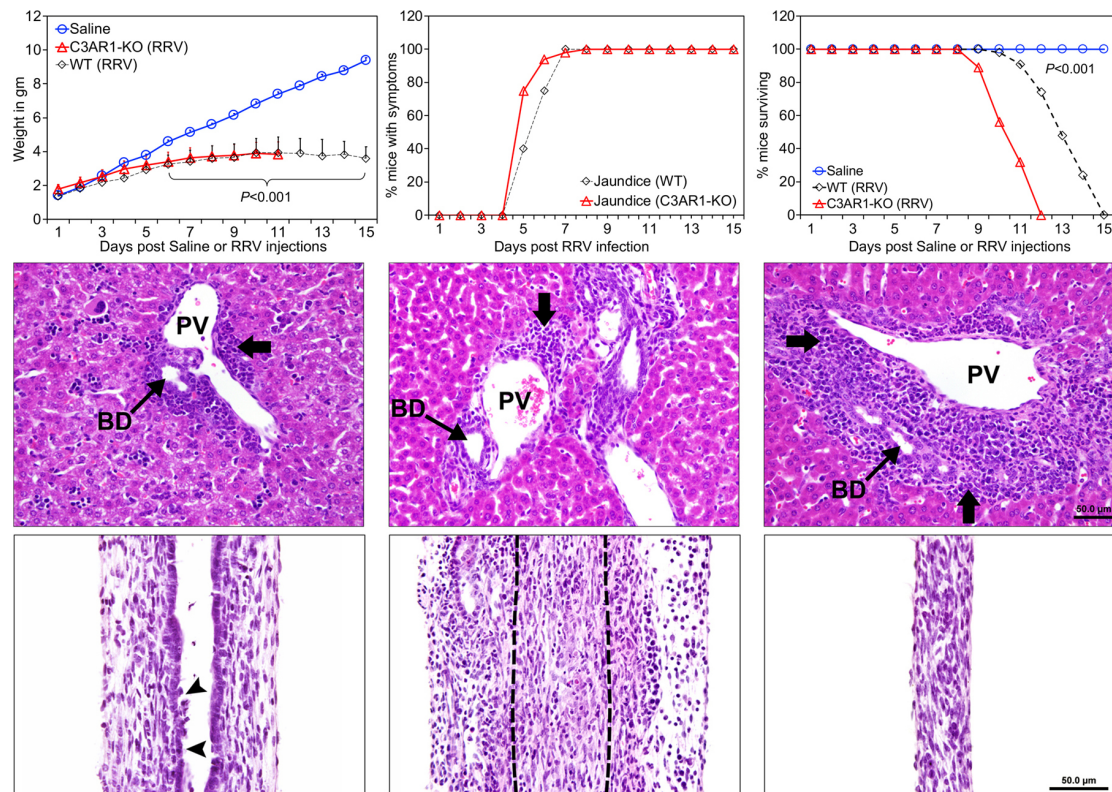 12
10
8
6
4
2
0
Weight in gm
Saline
C3AR1-KO (RRV)
WT (RRV)
P<0.001
1 3 5 7 9 11 13 15
Days post Saline or RRV injections
120
100
80
60
40
20
0
% mice with symptoms
Jaundice (WT)
Jaundice (C3AR1-KO)
1 3 5 7 9 11 13 15
Days post RRV infection
120
100
80
60
40
20
0
% mice surviving
P<0.001
Saline
WT (RRV)
C3AR1-KO (RRV)
1 3 5 7 9 11 13 15
Days post Saline or RRV injections
PV
BD
PV
BD
PV
BD
50.0 µm
50.0 µm